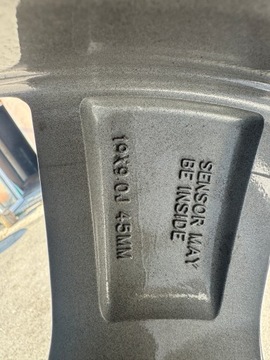 SENSOR MAY
BE INSIDE
19X9.0J 45MM